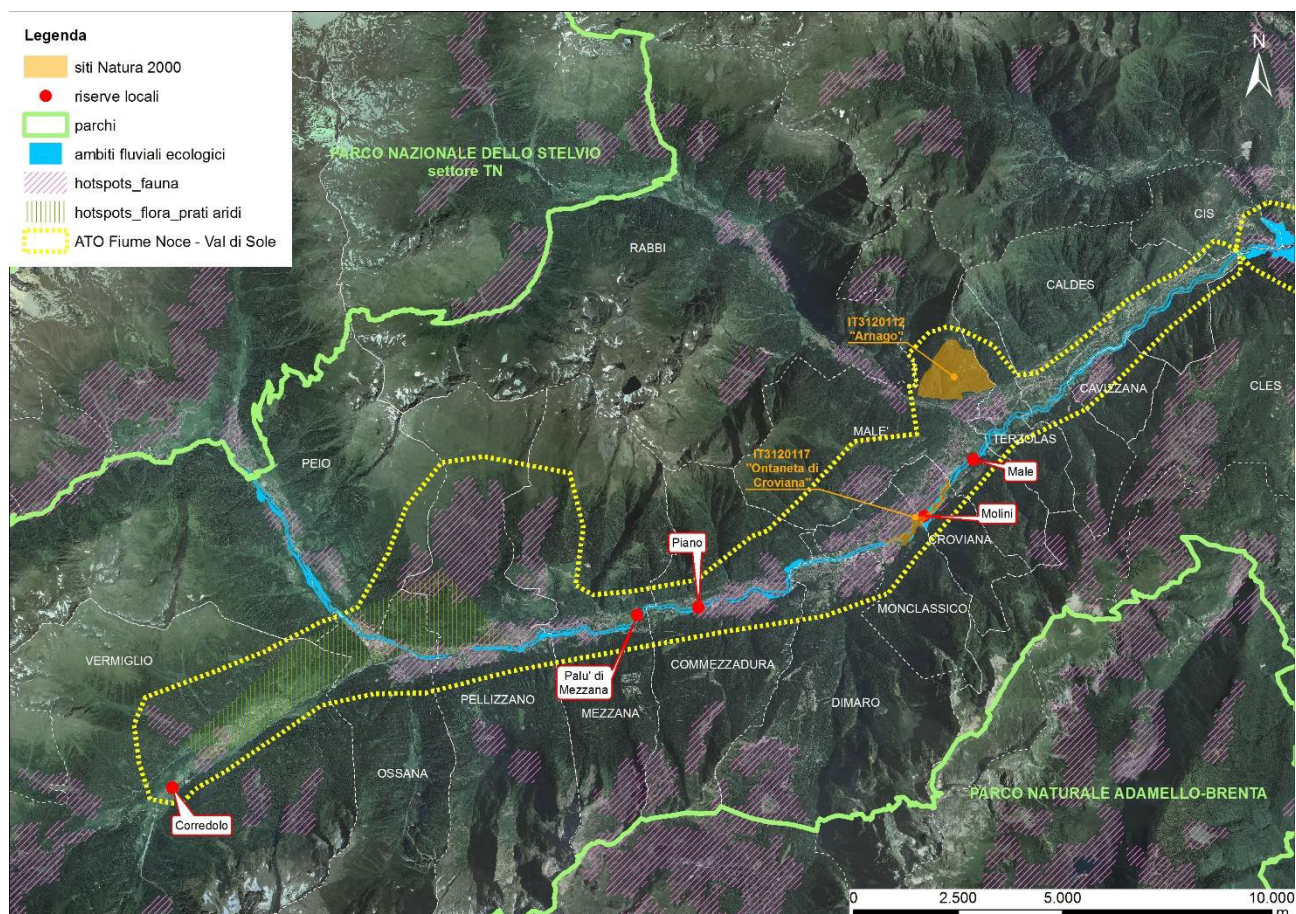 Legenda
siti Natura 2000
riserve locali
parchi
ambiti fluviali ecologici
hotspots_fauna
hotspots_flora_prati aridi
ATO Fiume Noce - Val di Sole
N
PARCO NAZIONALE DELLO STELVIO
settore TN
RABBI
CIS
CALDES
IT3120112
"Arnago"
CAVIZZANA
CLES
MALE'
TERZOLAS
IT3120117
"Ontaneta di
Croviana"
Male
PEIO
Molini
CROVIANA
Piano
MONCLASSICO
VERMIGLIO
COMMEZZADURA
Palu' di
Mezzana
PELLIZZANO
MEZZANA
DIMARO
OSSANA
PARCO NATURALE ADAMELLO-BRENTA
Corredolo
0 2.500 5.000 10.000
m